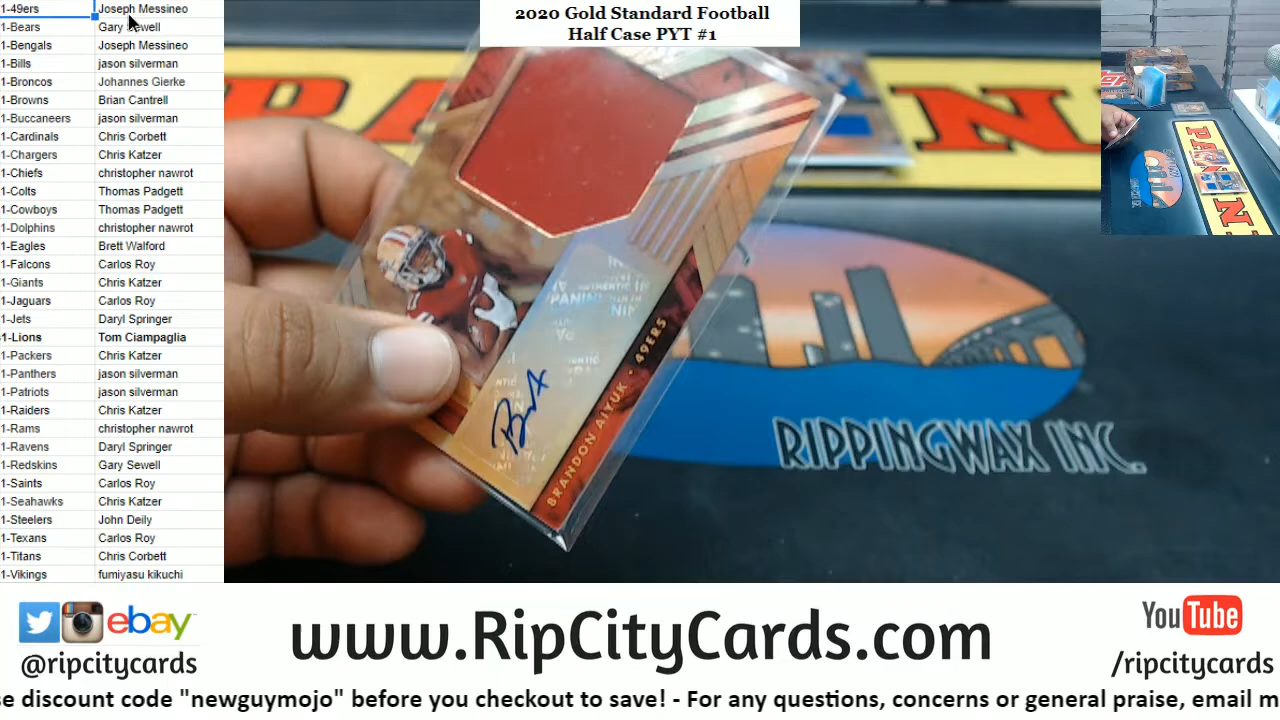 1-49ers Joseph Messineo
1-Bears Gary Sewell
1-Bengals Joseph Messineo
1-Bills jason silverman
1-Broncos Johannes Gierke
1-Browns Brian Cantrell
1-Buccaneers jason silverman
1-Cardinals Chris Corbett
1-Chargers Chris Katzer
1-Chiefs christopher nawrot
1-Colts Thomas Padgett
1-Cowboys Thomas Padgett
1-Dolphins christopher nawrot
1-Eagles Brett Walford
1-Falcons Carlos Roy
1-Giants Chris Katzer
1-Jaguars Carlos Roy
1-Jets Daryl Springer
1-Lions Tom Ciampaglia
1-Packers Chris Katzer
1-Panthers jason silverman
1-Patriots jason silverman
1-Raiders Chris Katzer
1-Rams christopher nawrot
1-Ravens Daryl Springer
1-Redskins Gary Sewell
1-Saints Carlos Roy
1-Seahawks Chris Katzer
1-Steelers John Deily
1-Texans Carlos Roy
1-Titans Chris Corbett
1-Vikings fumiyasu kikuchi
2020 Gold Standard Football
Half Case PYT #1
BRANDON AIYUK - 49ERS
RIPPINGWAX INC.
ebay
@ripcitycards
www.RipCityCards.com
YouTube
/ripcitycards
se discount code "newguymojo" before you checkout to save! - For any questions, concerns or general praise, email m